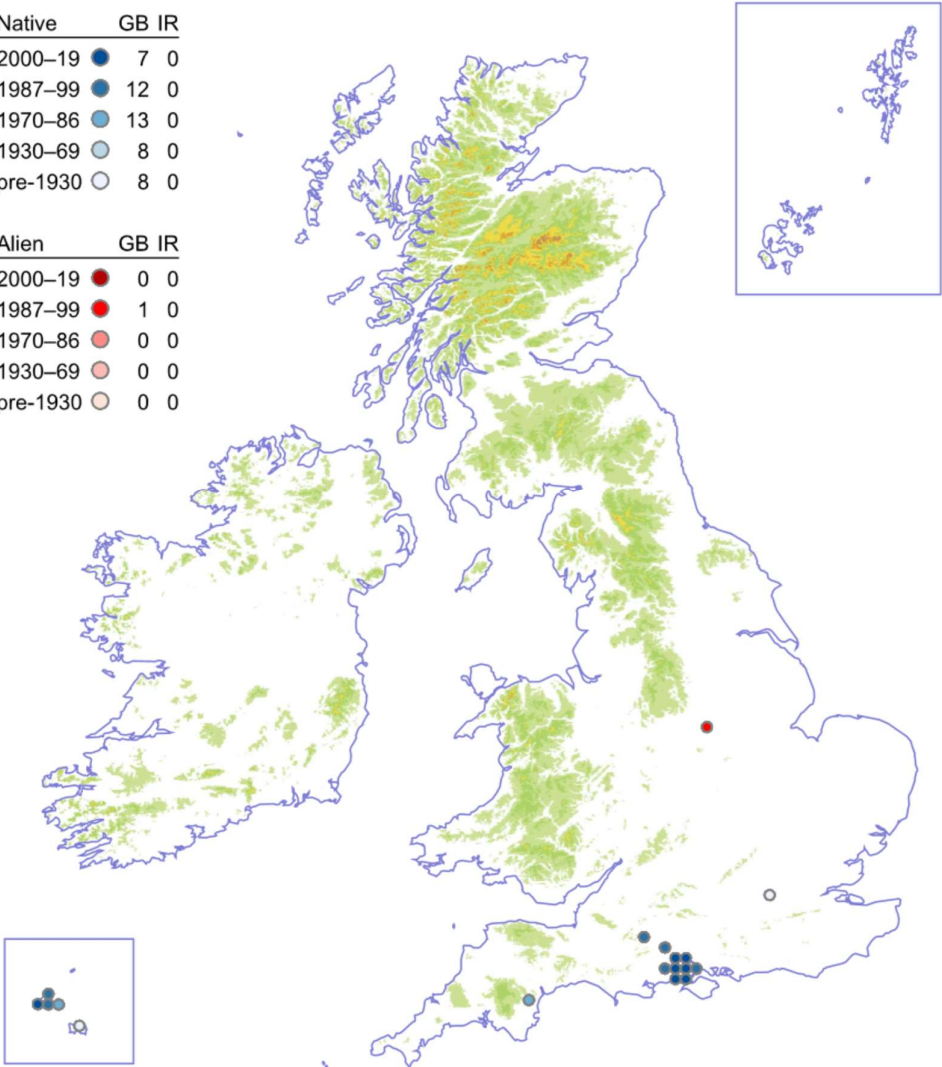 Native GB IR
2000–19 7 0
1987–99 12 0
1970–86 13 0
1930–69 8 0
pre-1930 8 0
Alien GB IR
2000–19 0 0
1987–99 1 0
1970–86 0 0
1930–69 0 0
pre-1930 0 0